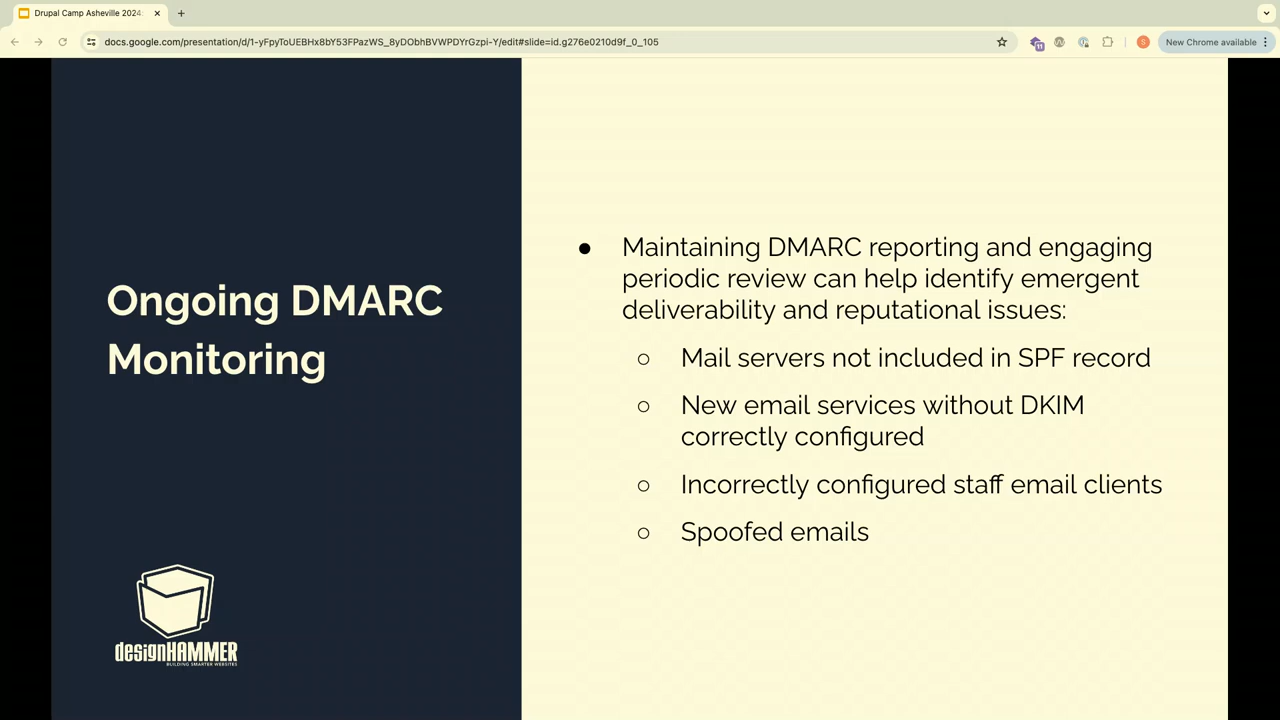 Drupal Camp Asheville 2024:
docs.google.com/presentation/d/1-yFpyToUEBHx8bY53FPazWS_8yDObhBVWPDYrGzpi-Y/edit#slide=id.g276e0210d9f_0_105
11
S
New Chrome available
Ongoing DMARC
Monitoring
● Maintaining DMARC reporting and engaging
periodic review can help identify emergent
deliverability and reputational issues:
○ Mail servers not included in SPF record
○ New email services without DKIM
correctly configured
○ Incorrectly configured staff email clients
○ Spoofed emails
designHAMMER
BUILDING SMARTER WEBSITES